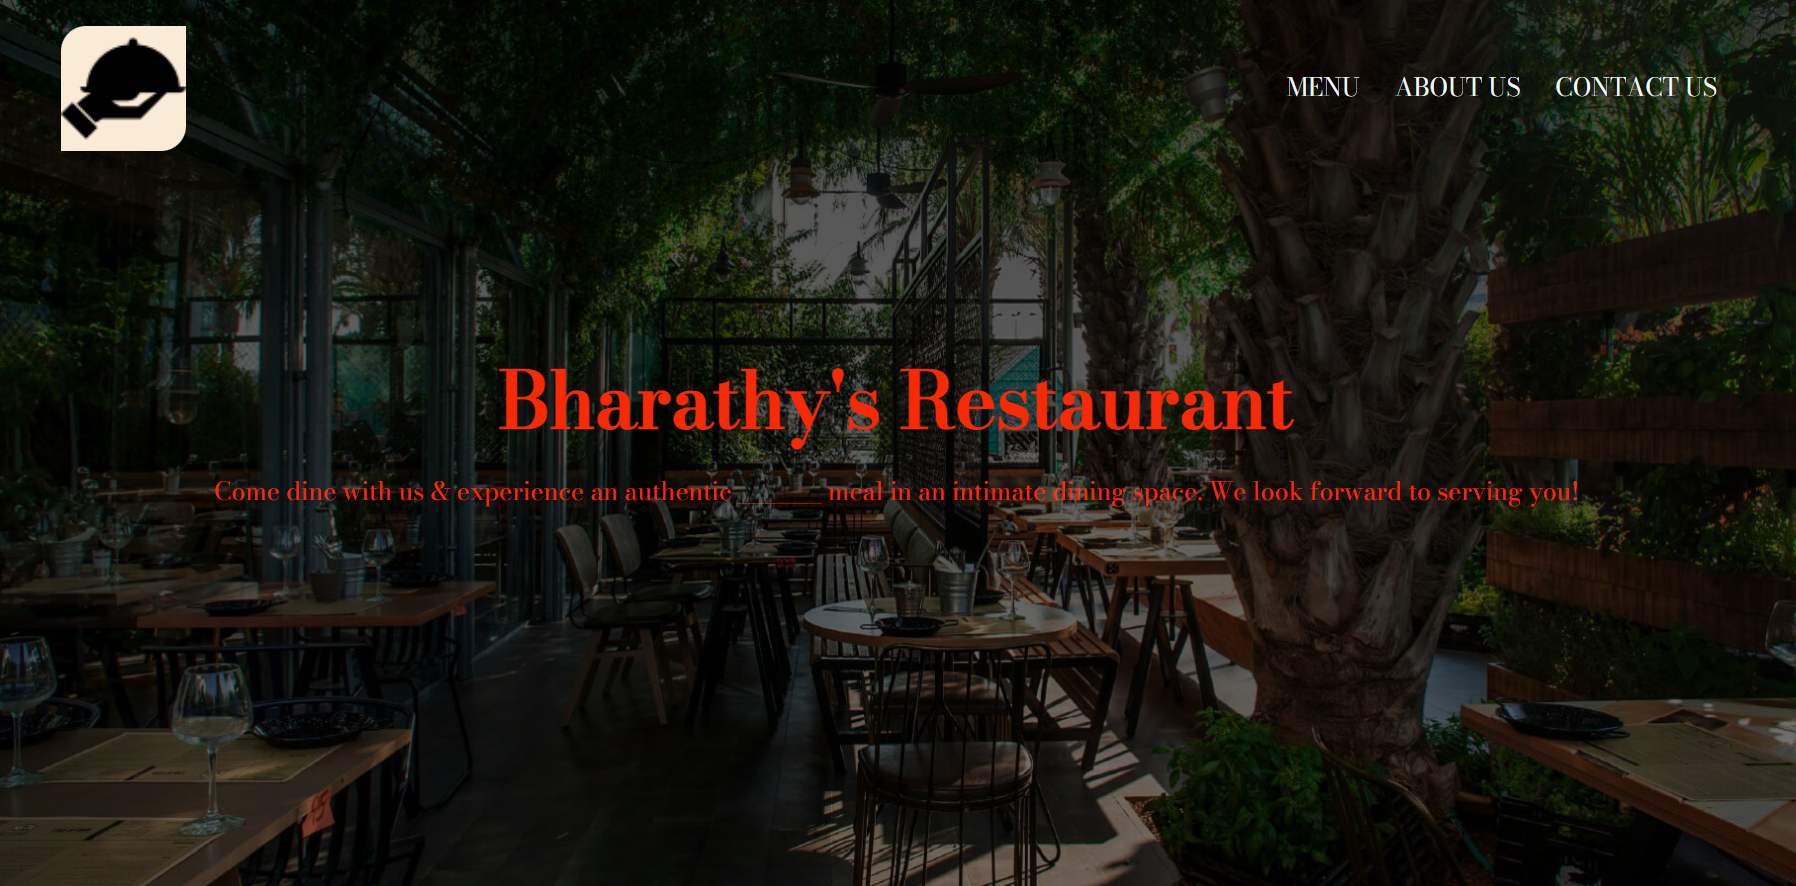 MENU ABOUT US CONTACT US
Bharathy's Restaurant
Come dine with us & experience an authentic meal in an intimate dining space. We look forward to serving you!